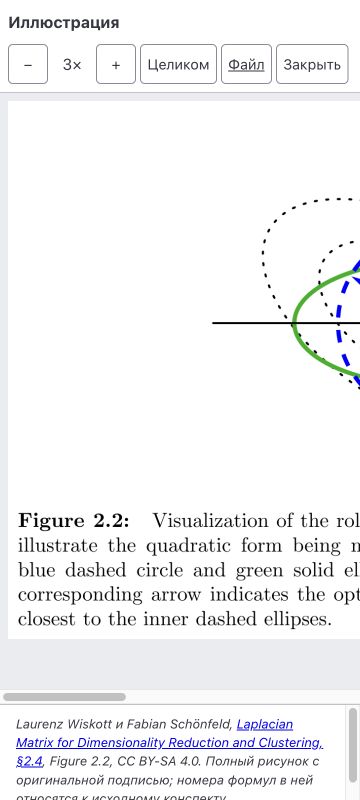 Иллюстрация
− 3× + Целиком Файл Закрыть
Figure 2.2: Visualization of the rol
illustrate the quadratic form being m
blue dashed circle and green solid el
corresponding arrow indicates the opt
closest to the inner dashed ellipses.
Laurenz Wiskott и Fabian Schönfeld, Laplacian
Matrix for Dimensionality Reduction and Clustering,
§2.4, Figure 2.2, CC BY-SA 4.0. Полный рисунок с
оригинальной подписью; номера формул в ней
относятся к исходному конспекту.